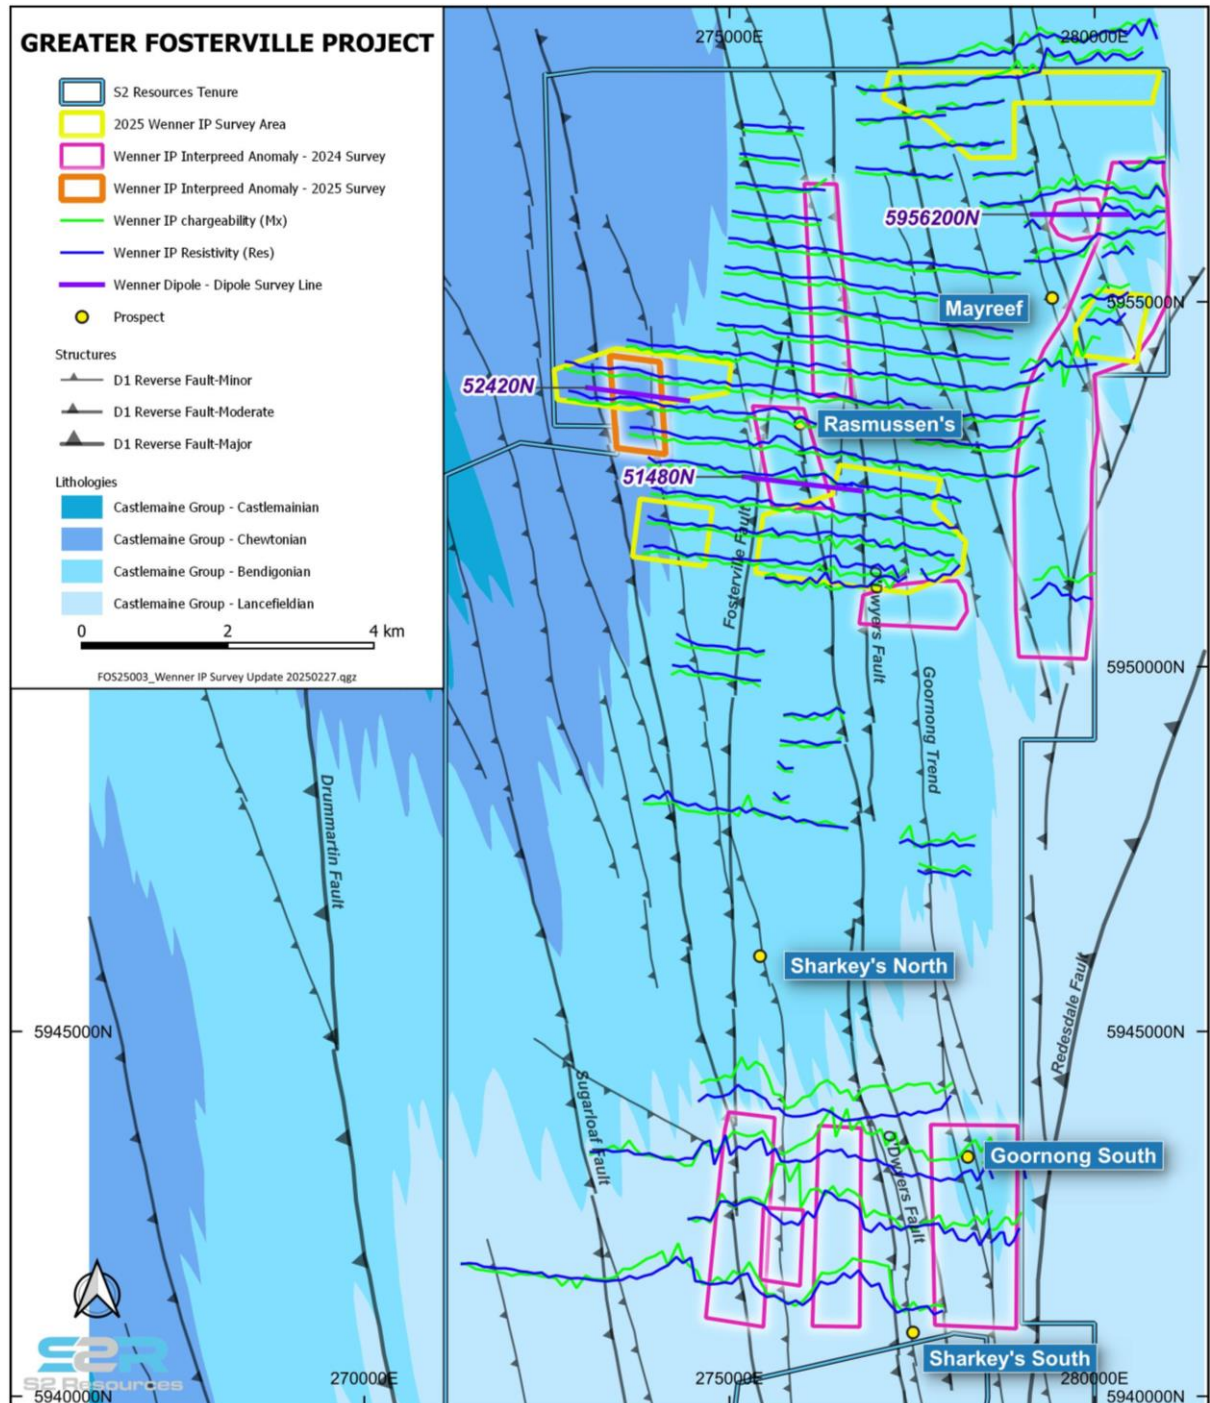 GREATER FOSTERVILLE PROJECT
S2 Resources Tenure
2025 Wenner IP Survey Area
Wenner IP Interpreed Anomaly - 2024 Survey
Wenner IP Interpreed Anomaly - 2025 Survey
Wenner IP chargeability (Mx)
Wenner IP Resistivity (Res)
Wenner Dipole - Dipole Survey Line
Prospect
Structures
D1 Reverse Fault-Minor
D1 Reverse Fault-Moderate
D1 Reverse Fault-Major
Lithologies
Castlemaine Group - Castlemainian
Castlemaine Group - Chewtonian
Castlemaine Group - Bendigonian
Castlemaine Group - Lancefieldian
0 2 4 km
FOS25003_Wenner IP Survey Update 20250227.qgz
275000E
280000E
5956200N
Mayreef
5955000N
52420N
Rasmussen's
51480N
Fosterville Fault
O'Dwyers Fault
5950000N
Goornong Trend
Drummartin Fault
Sharkey's North
Redesdale Fault
5945000N
5945000N
Sugarloaf Fault
O'Dwyers Fault
Goornong South
Sharkey's South
S2R
S2 Resources
270000E
275000E
280000E
5940000N
5940000N